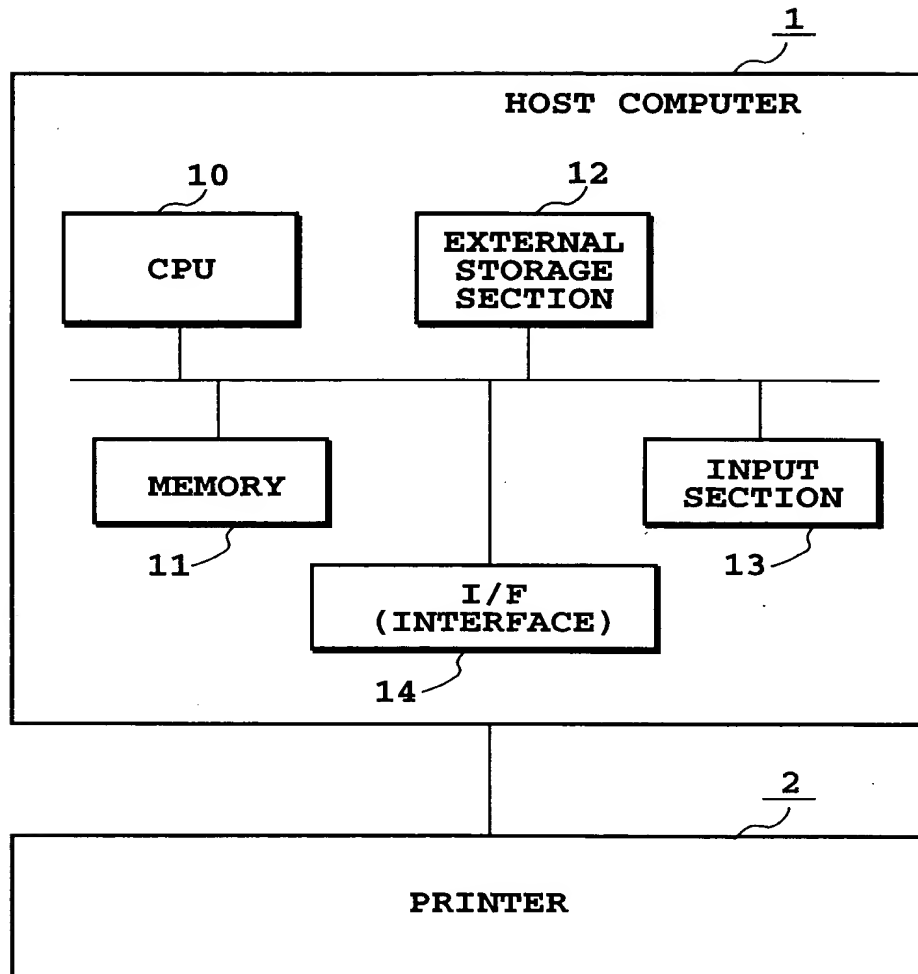 1
HOST COMPUTER
10
CPU
12
EXTERNAL
STORAGE
SECTION
MEMORY
11
INPUT
SECTION
13
I/F
(INTERFACE)
14
2
PRINTER